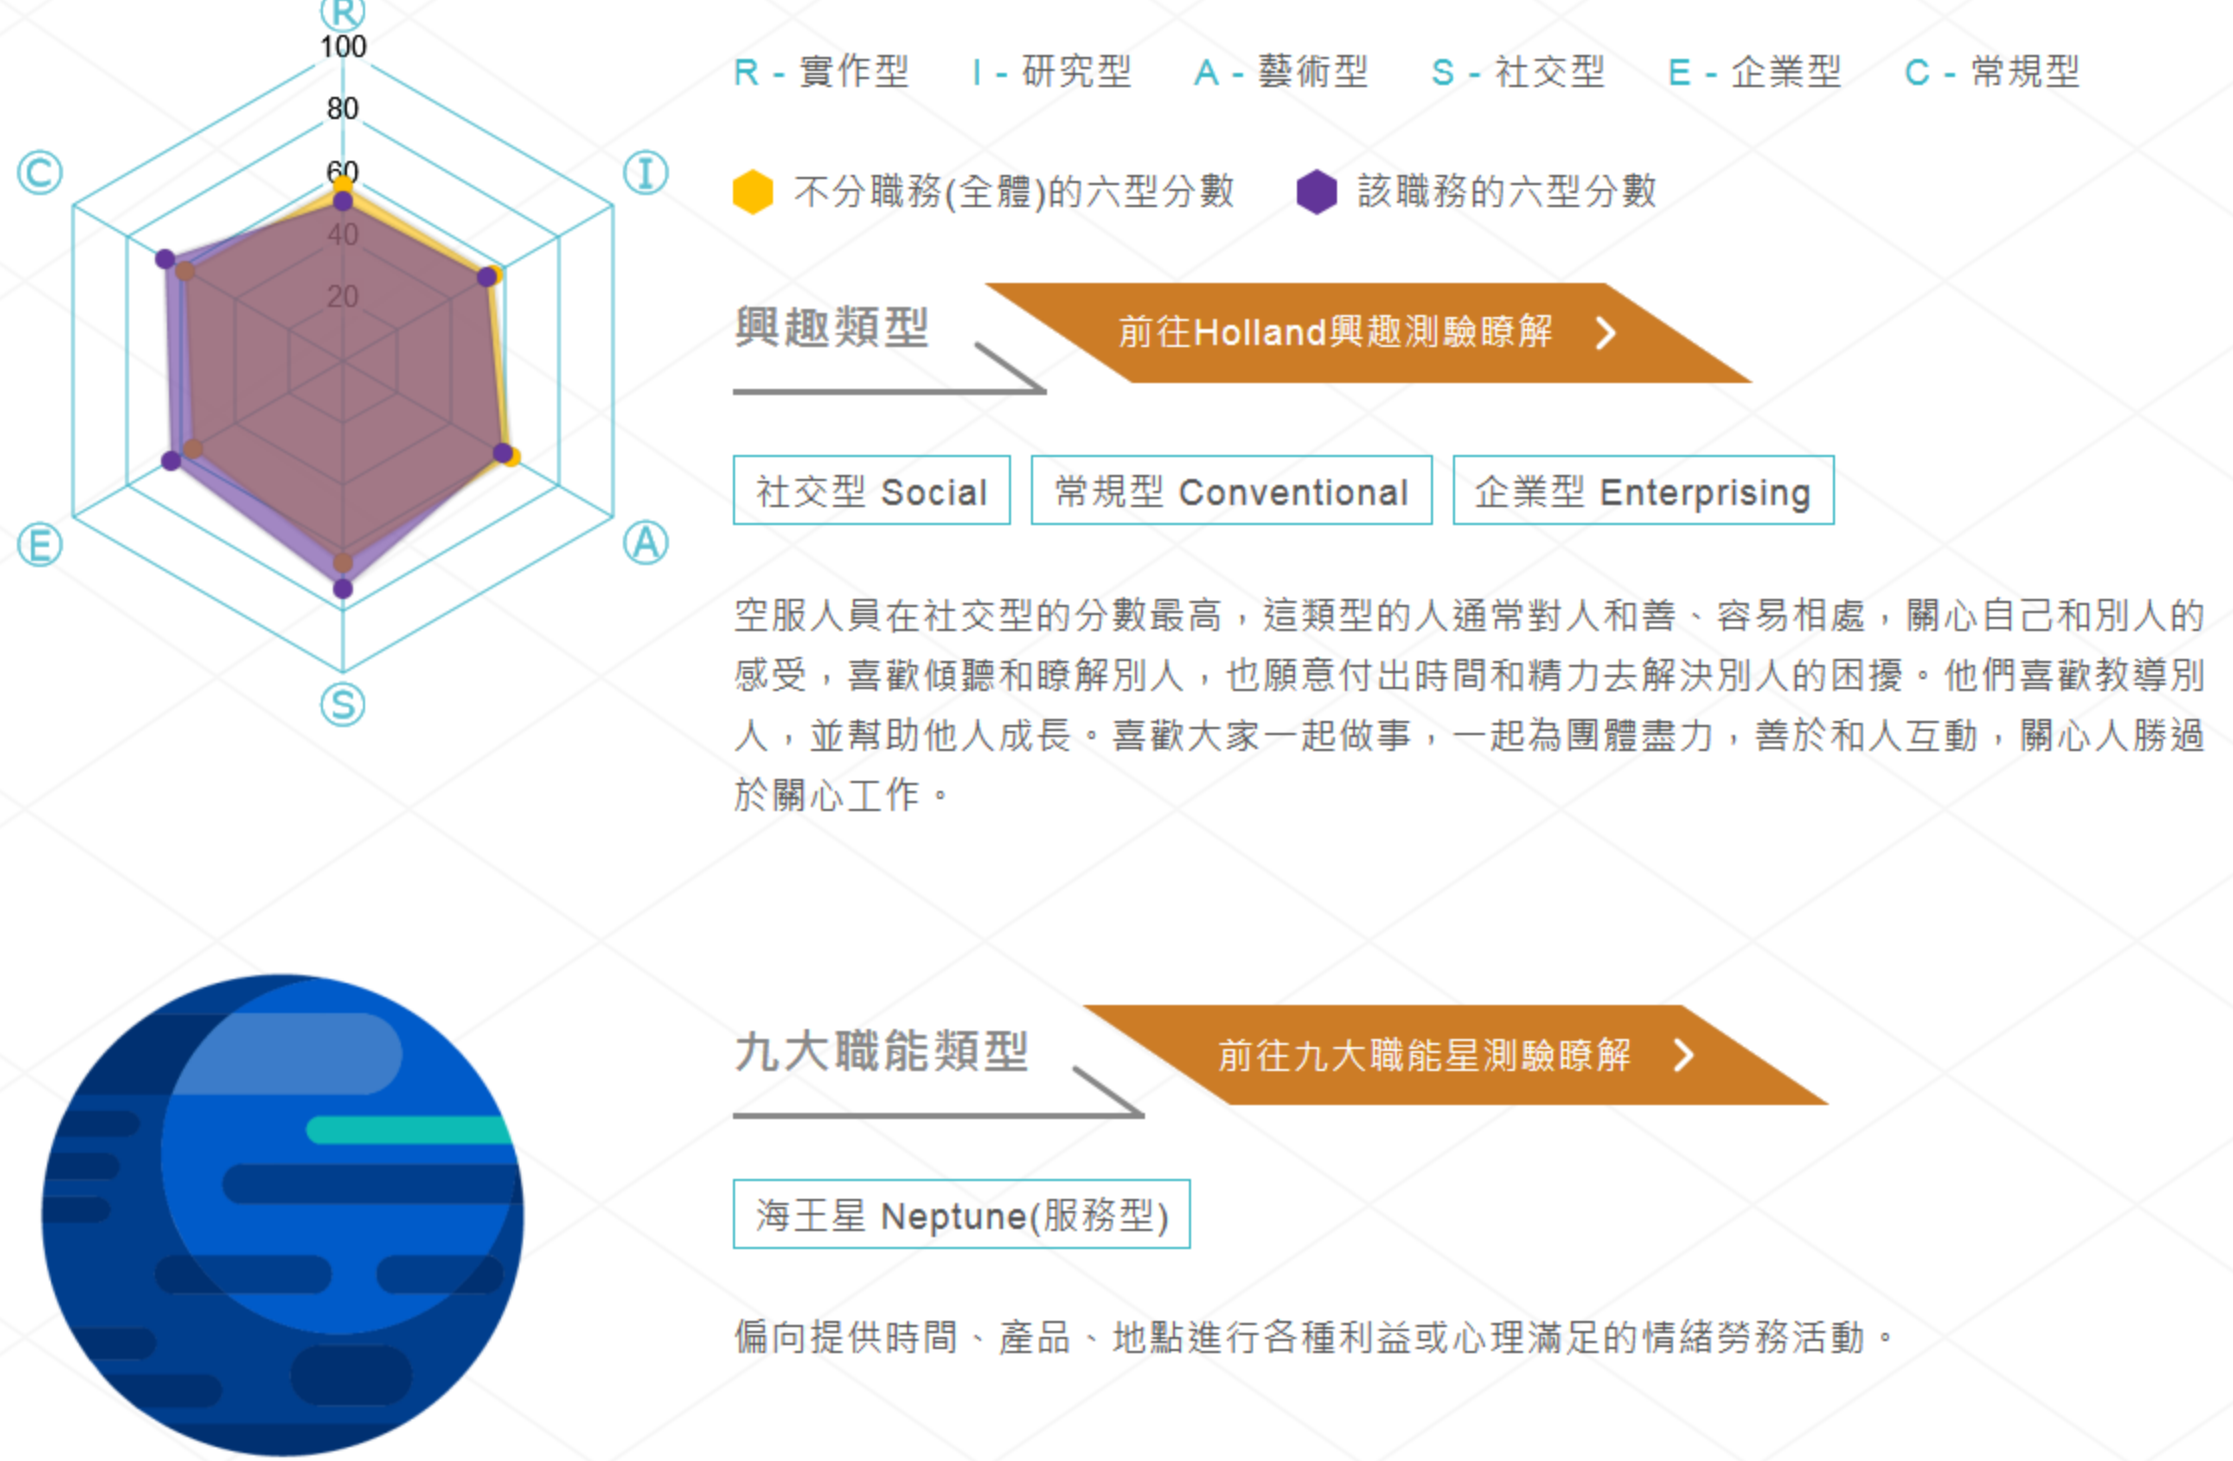 R
100
80
60
40
20
C
I
E
A
S
R - 實作型 I - 研究型 A - 藝術型 S - 社交型 E - 企業型 C - 常規型
不分職務(全體)的六型分數 該職務的六型分數
興趣類型 前往Holland興趣測驗瞭解
社交型 Social 常規型 Conventional 企業型 Enterprising
空服人員在社交型的分數最高，這類型的人通常對人和善、容易相處，關心自己和別人的
感受，喜歡傾聽和瞭解別人，也願意付出時間和精力去解決別人的困擾。他們喜歡教導別
人，並幫助他人成長。喜歡大家一起做事，一起為團體盡力，善於和人互動，關心人勝過
於關心工作。
九大職能類型 前往九大職能星測驗瞭解
海王星 Neptune(服務型)
偏向提供時間、產品、地點進行各種利益或心理滿足的情緒勞務活動。